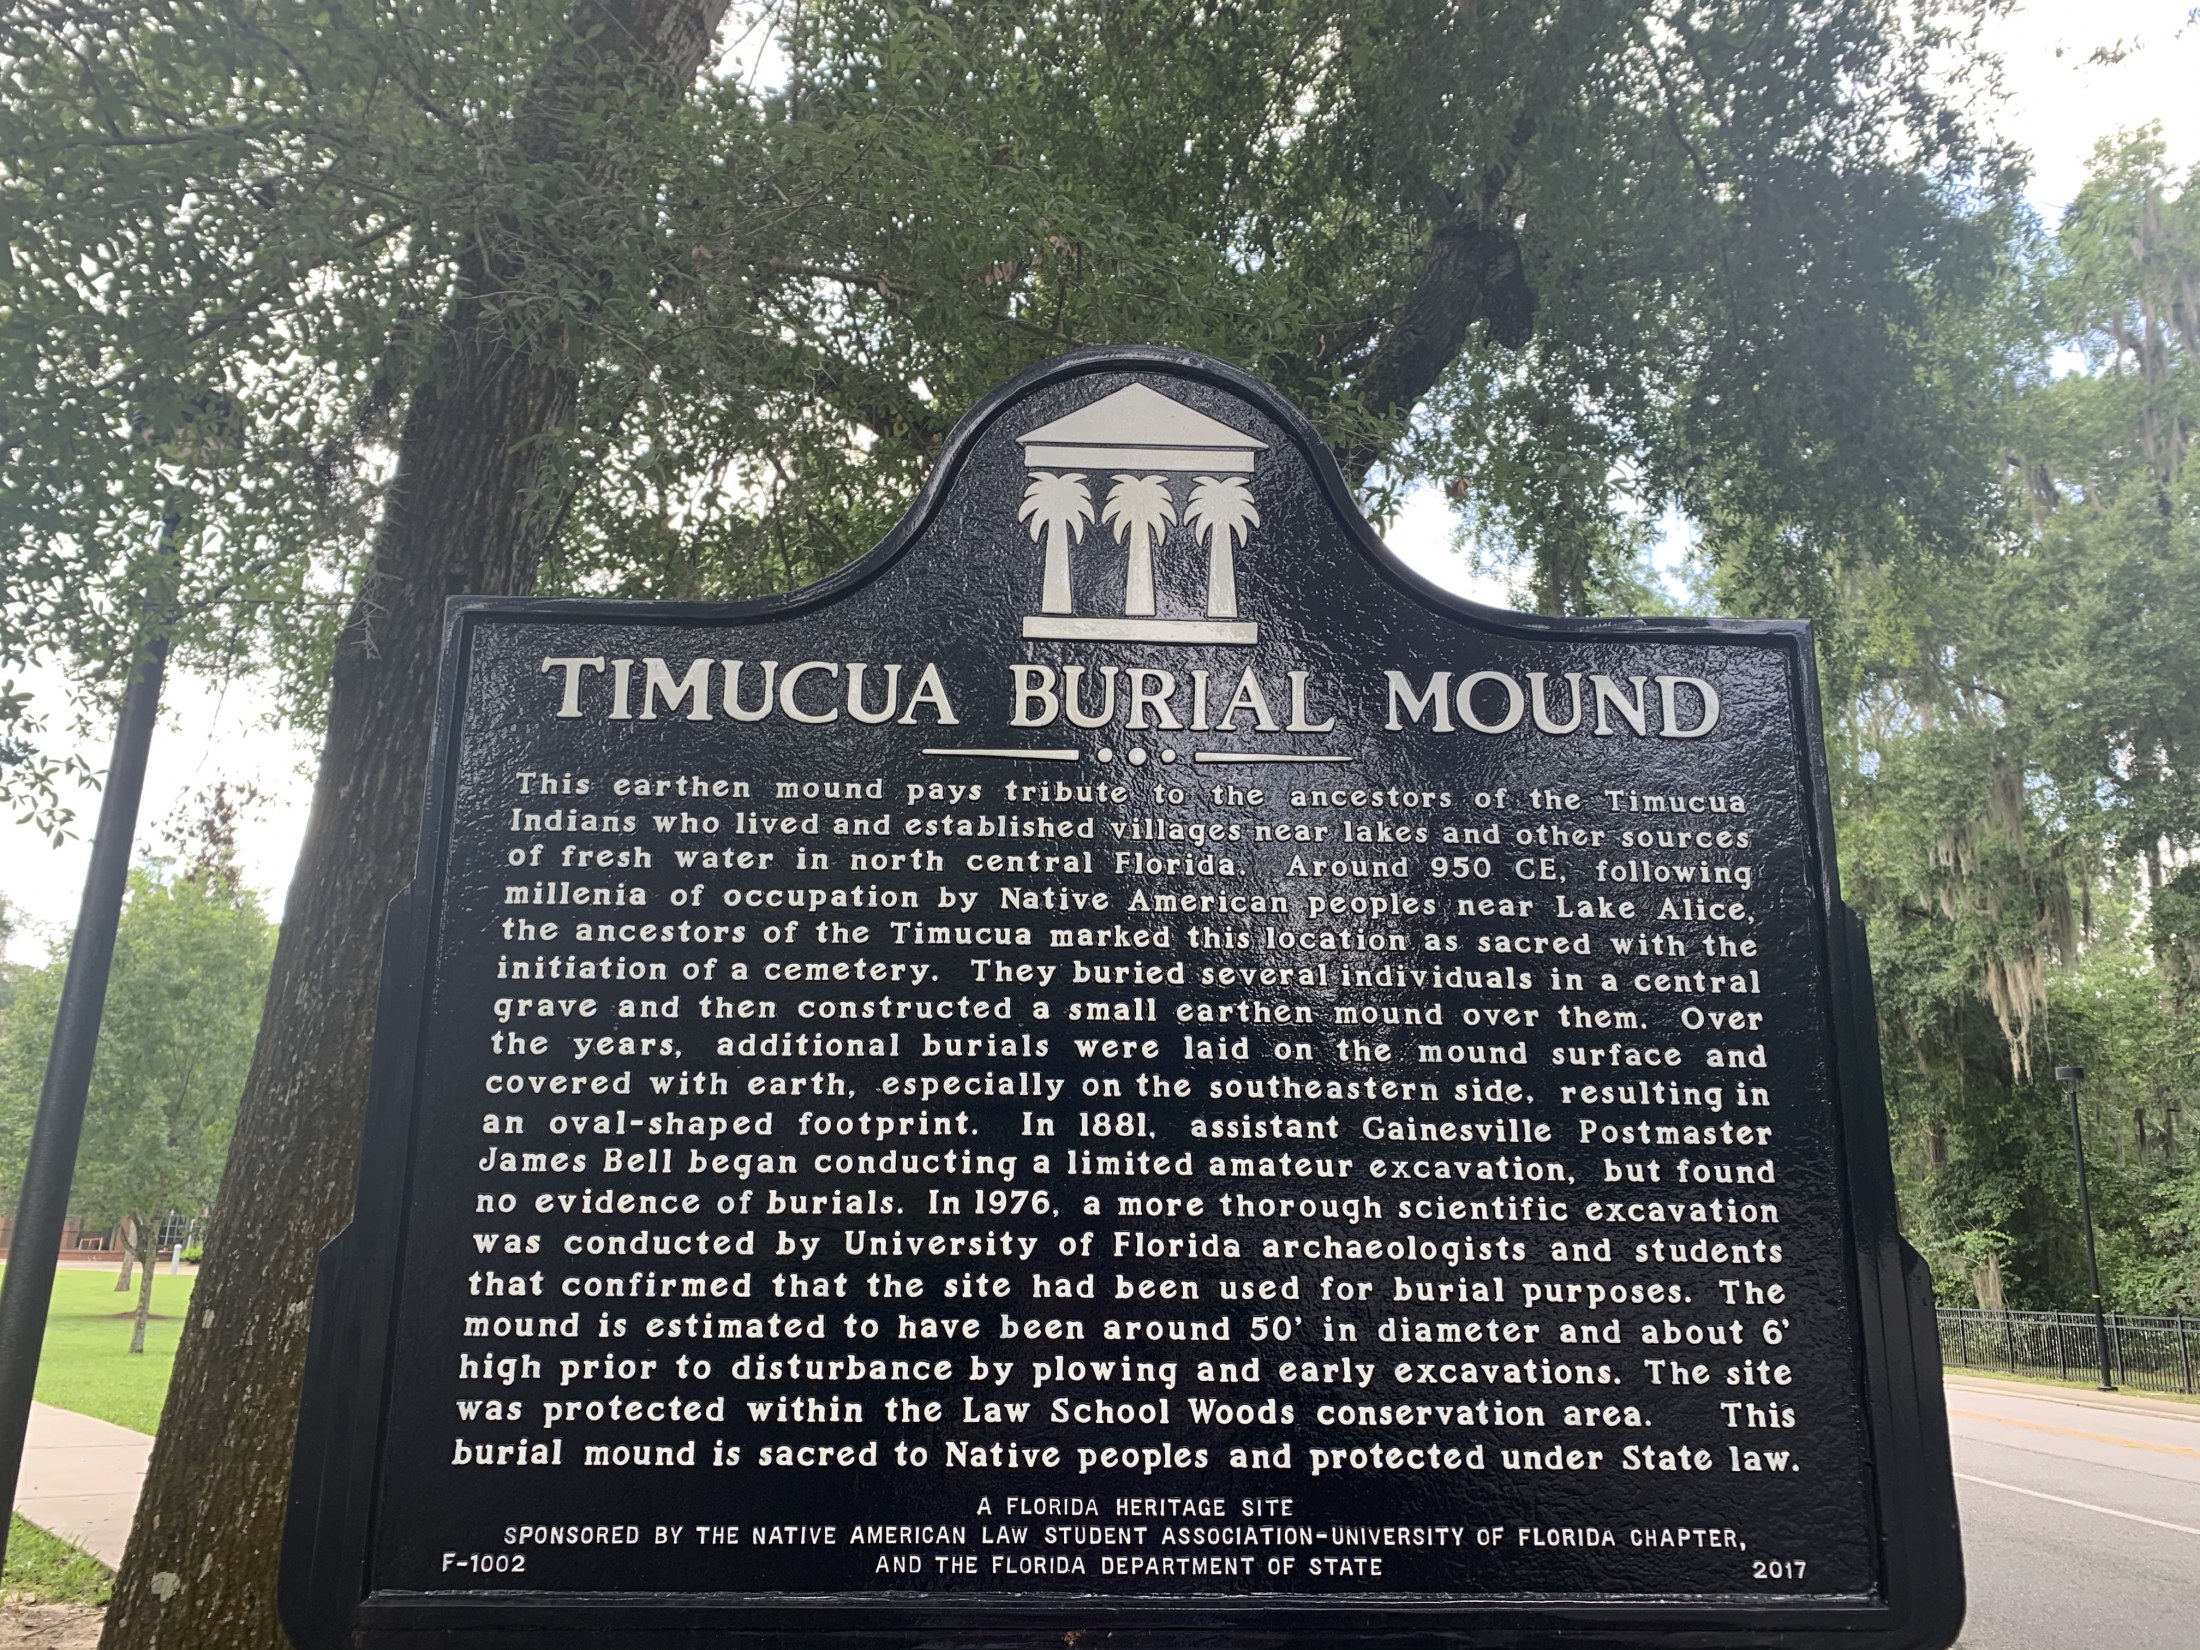 TIMUCUA BURIAL MOUND
This earthen mound pays tribute to the ancestors of the Timucua
Indians who lived and established villages near lakes and other sources
of fresh water in north central Florida. Around 950 CE, following
millenia of occupation by Native American peoples near Lake Alice,
the ancestors of the Timucua marked this location as sacred with the
initiation of a cemetery. They buried several individuals in a central
grave and then constructed a small earthen mound over them. Over
the years, additional burials were laid on the mound surface and
covered with earth, especially on the southeastern side, resulting in
an oval-shaped footprint. In 1881, assistant Gainesville Postmaster
James Bell began conducting a limited amateur excavation, but found
no evidence of burials. In 1976, a more thorough scientific excavation
was conducted by University of Florida archaeologists and students
that confirmed that the site had been used for burial purposes. The
mound is estimated to have been around 50' in diameter and about 6'
high prior to disturbance by plowing and early excavations. The site
was protected within the Law School Woods conservation area. This
burial mound is sacred to Native peoples and protected under State law.
A FLORIDA HERITAGE SITE
SPONSORED BY THE NATIVE AMERICAN LAW STUDENT ASSOCIATION-UNIVERSITY OF FLORIDA CHAPTER,
F-1002 AND THE FLORIDA DEPARTMENT OF STATE 2017